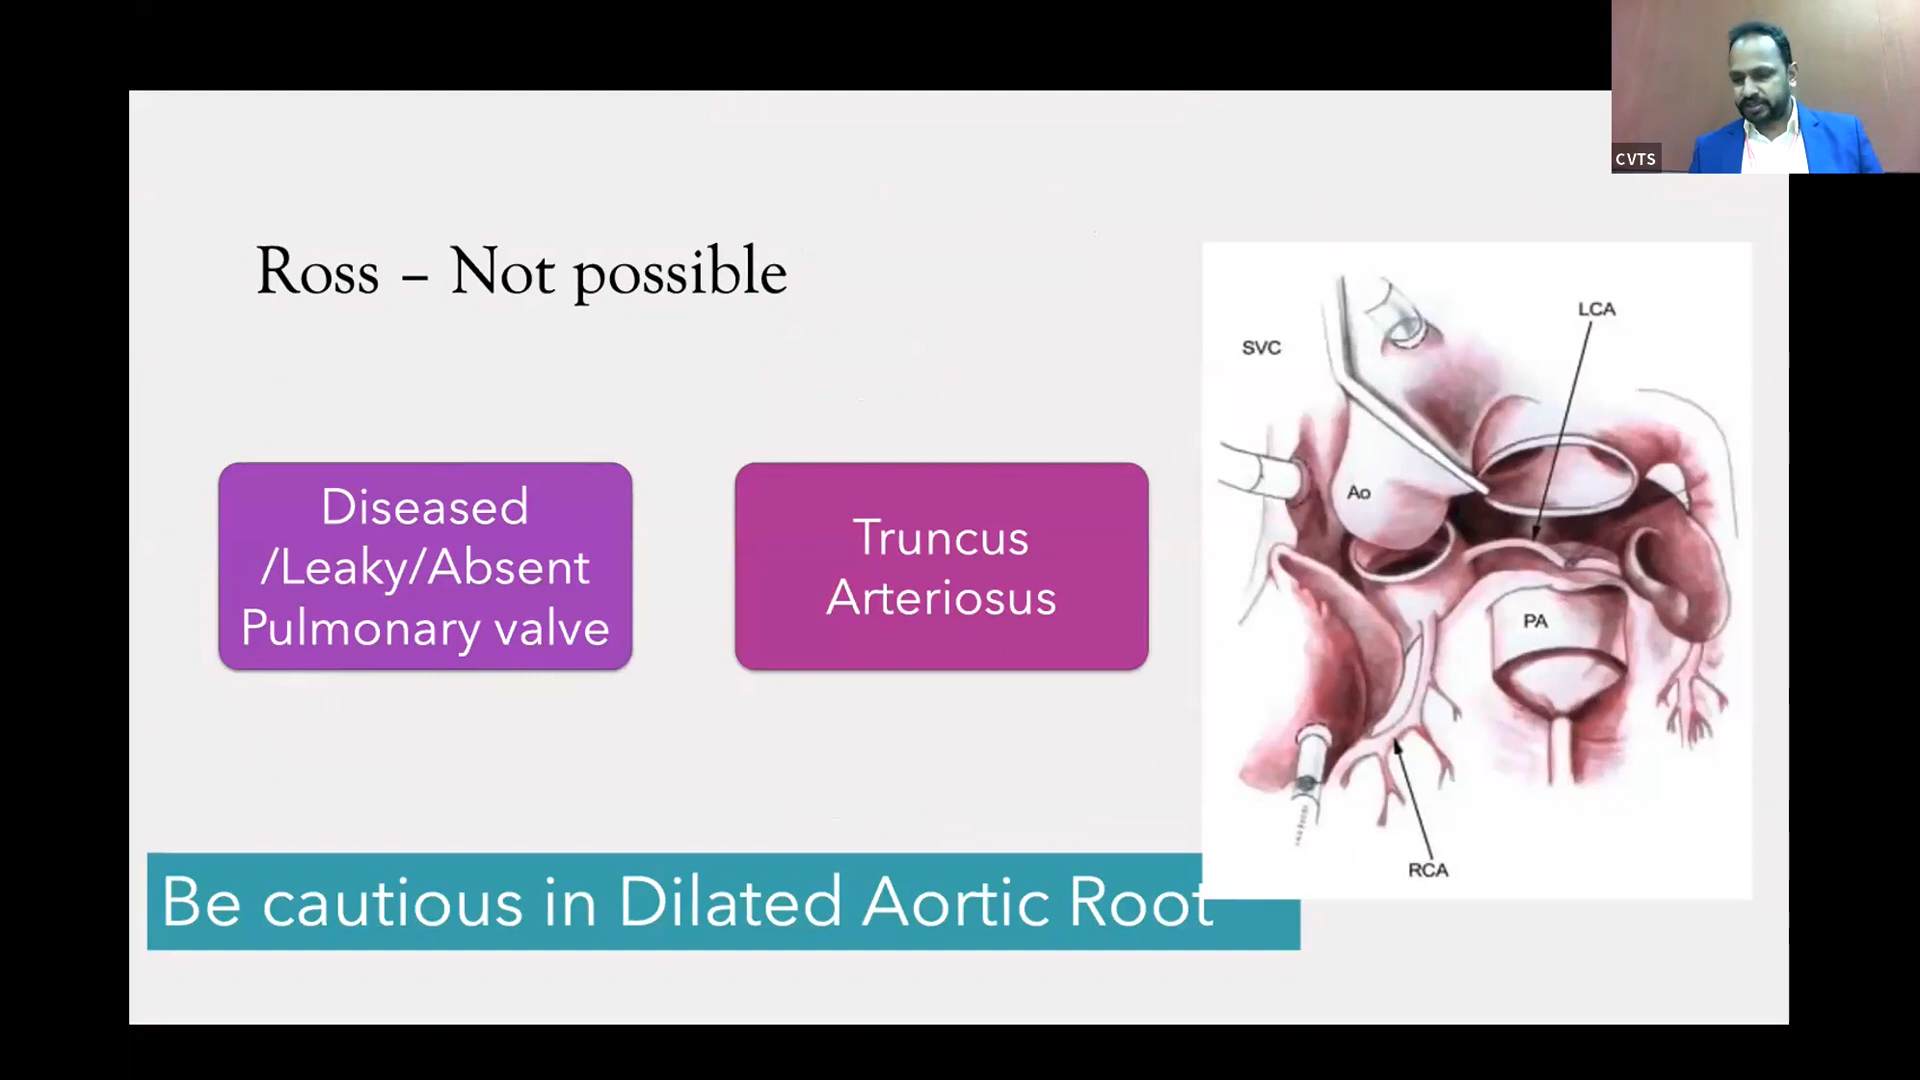 CVTS
Ross – Not possible
Diseased
/Leaky/Absent
Pulmonary valve
Truncus
Arteriosus
LCA
SVC
Ao
PA
RCA
Be cautious in Dilated Aortic Root